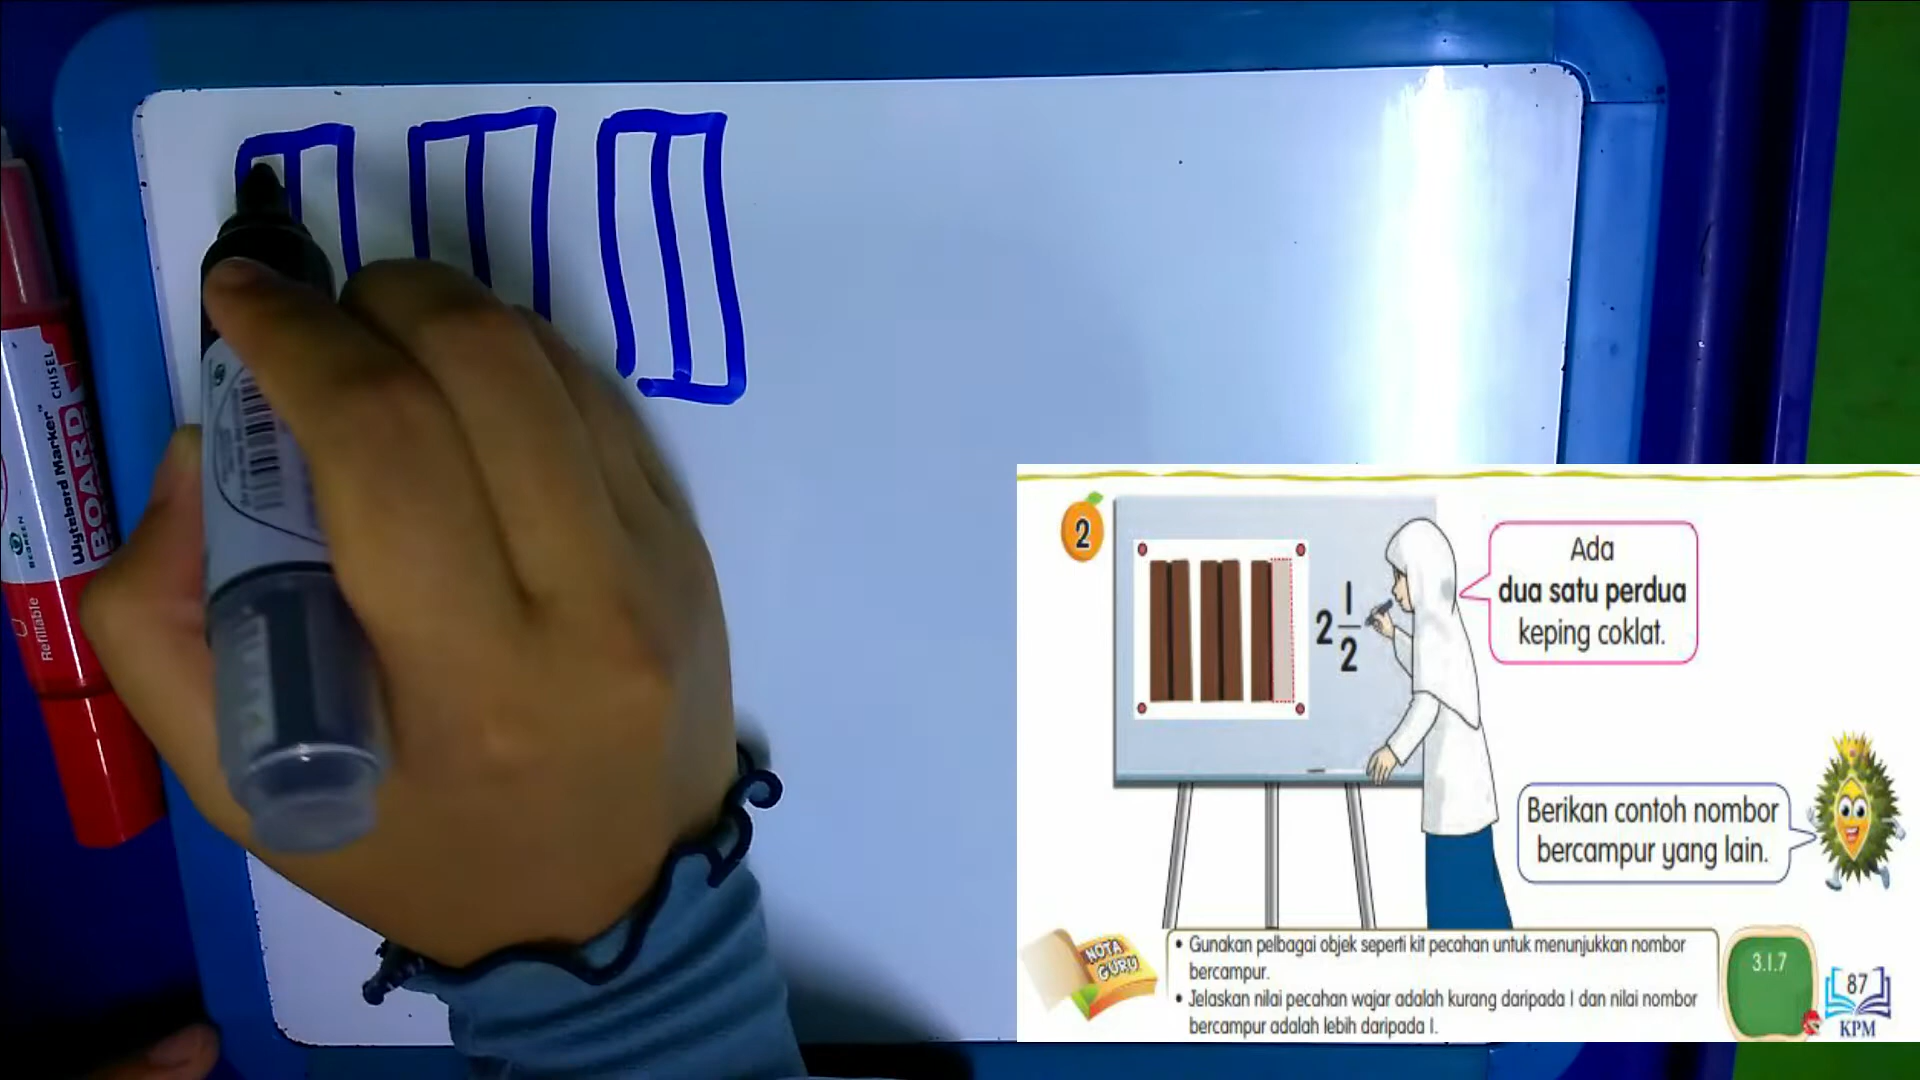 CHISEL
Wyteboard Marker™
BOARD
BEGREEN
Refillable
2
2 1/2
Ada
dua satu perdua
keping coklat.
Berikan contoh nombor
bercampur yang lain.
NOTA
GURU
• Gunakan pelbagai objek seperti kit pecahan untuk menunjukkan nombor
bercampur.
• Jelaskan nilai pecahan wajar adalah kurang daripada 1 dan nilai nombor
bercampur adalah lebih daripada 1.
3.1.7
87
KPM